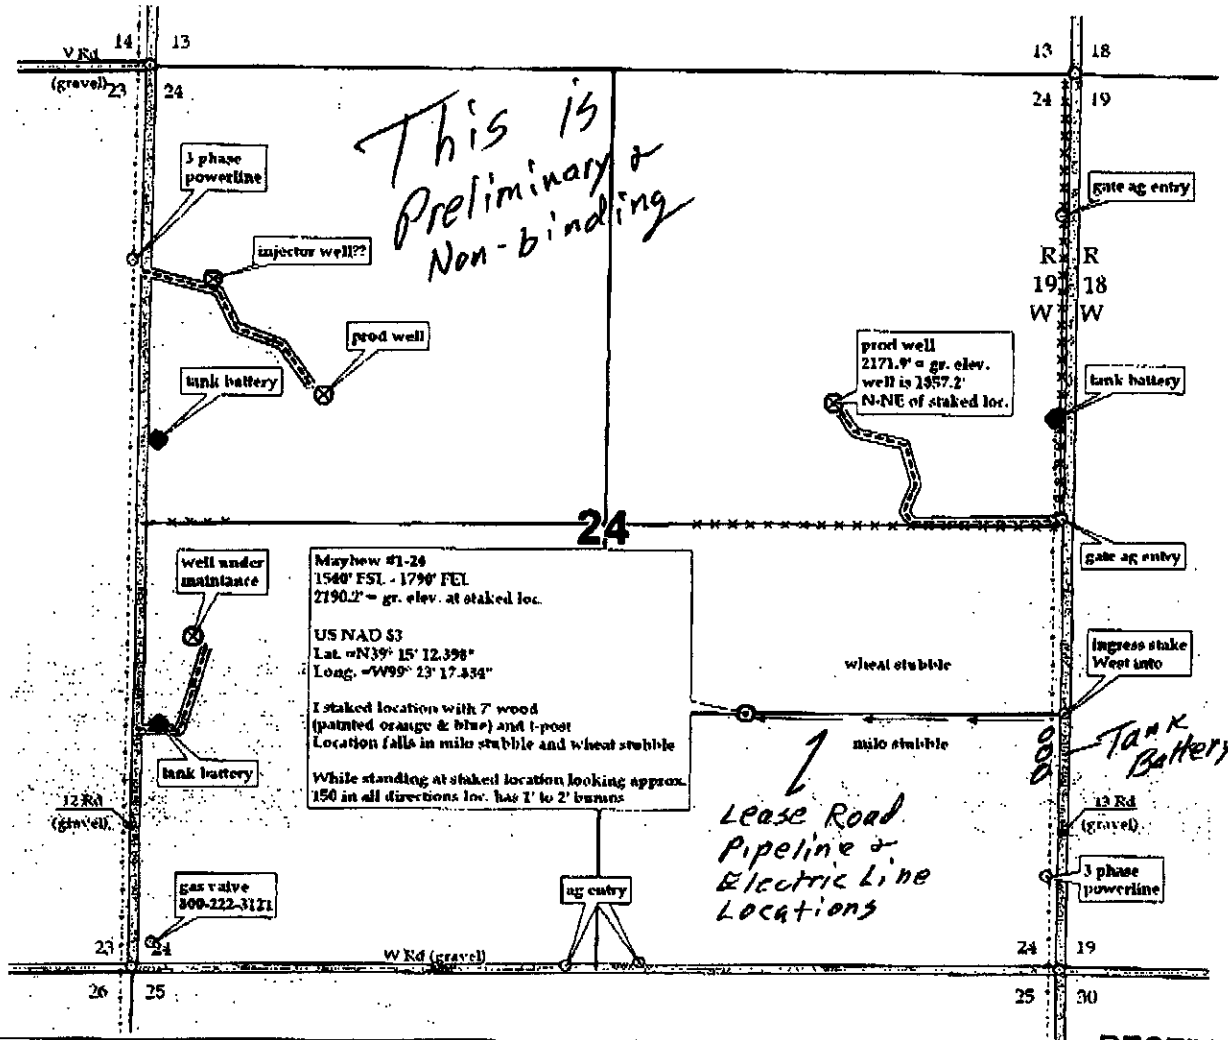 14 13
V Rd
(gravel)
23 24
13 18
24 19
This is
Preliminary &
Non-binding
3 phase
powerline
gate ag entry
injector well??
R R
19 18
W W
prod well
prod well
2171.9' = gr. elev.
well is 1857.2'
N-NE of staked loc.
tank battery
tank battery
24
gate ag entry
well under
maintance
Mayhew #1-24
1540' FSL - 1790' FEL
2190.2' = gr. elev. at staked loc.
US NAD 83
Lat. =N39° 15' 12.398"
Long. =W99° 23' 17.834"
I staked location with 7' wood
(painted orange & blue) and t-post
Location falls in milo stubble and wheat stubble
While standing at staked location looking approx.
150 in all directions loc. has 1' to 2' bumps
ingress stake
West into
wheat stubble
milo stubble
Tank
Battery
tank battery
12 Rd
(gravel)
Lease Road
Pipeline &
Electric Line
Locations
13 Rd
(gravel)
gas valve
800-222-3121
ag entry
3 phase
powerline
23 24
W Rd (gravel)
24 19
26 25
25 30